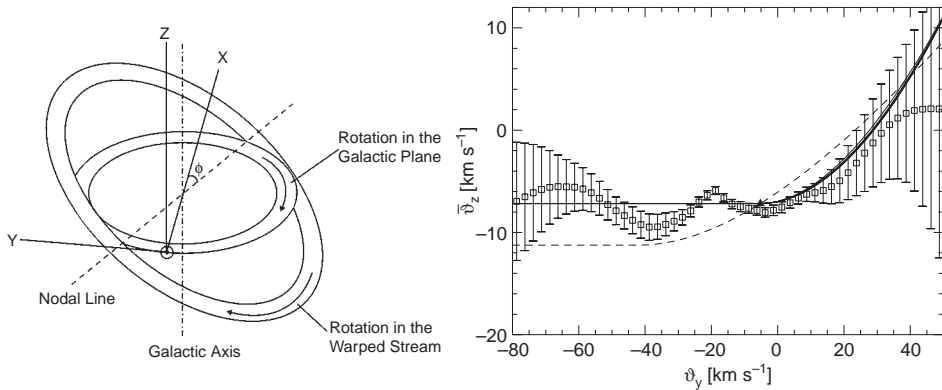 Z
X
Rotation in the
Galactic Plane
ϕ
Y
Nodal Line
Rotation in the
Warped Stream
Galactic Axis
10
0
−10
−20
ϑ̅z [km s−1]
−80 −60 −40 −20 0 20 40
ϑy [km s−1]